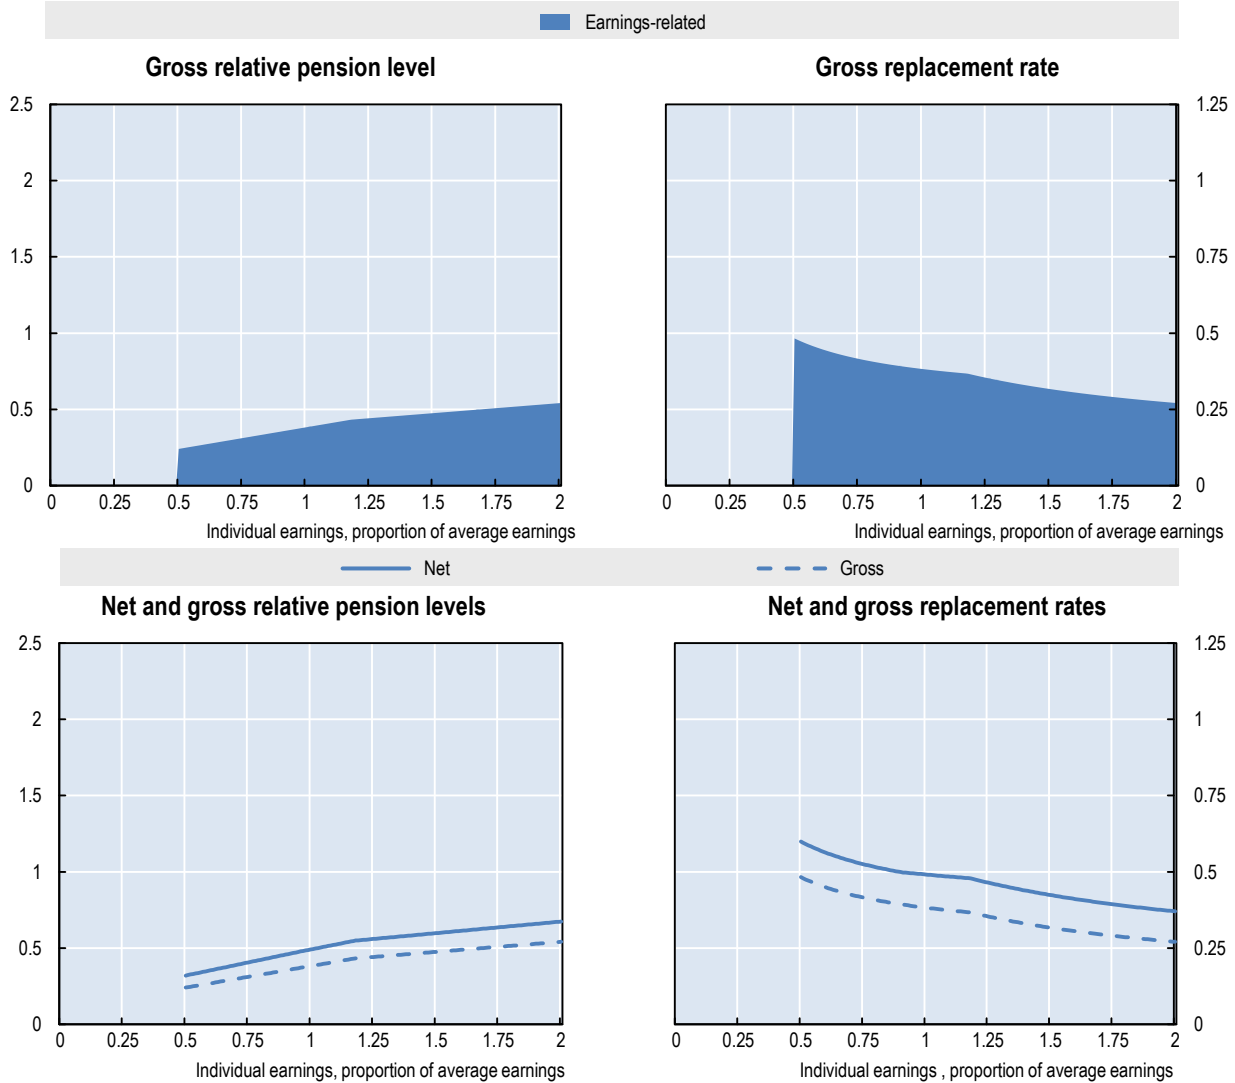 Earnings-related
Gross relative pension level
Gross replacement rate
2.5
2
1.5
1
0.5
0
0 0.25 0.5 0.75 1 1.25 1.5 1.75 2
Individual earnings, proportion of average earnings
1.25
1
0.75
0.5
0.25
0
0 0.25 0.5 0.75 1 1.25 1.5 1.75 2
Individual earnings, proportion of average earnings
Net Gross
Net and gross relative pension levels
Net and gross replacement rates
2.5
2
1.5
1
0.5
0
0 0.25 0.5 0.75 1 1.25 1.5 1.75 2
Individual earnings, proportion of average earnings
1.25
1
0.75
0.5
0.25
0
0 0.25 0.5 0.75 1 1.25 1.5 1.75 2
Individual earnings , proportion of average earnings